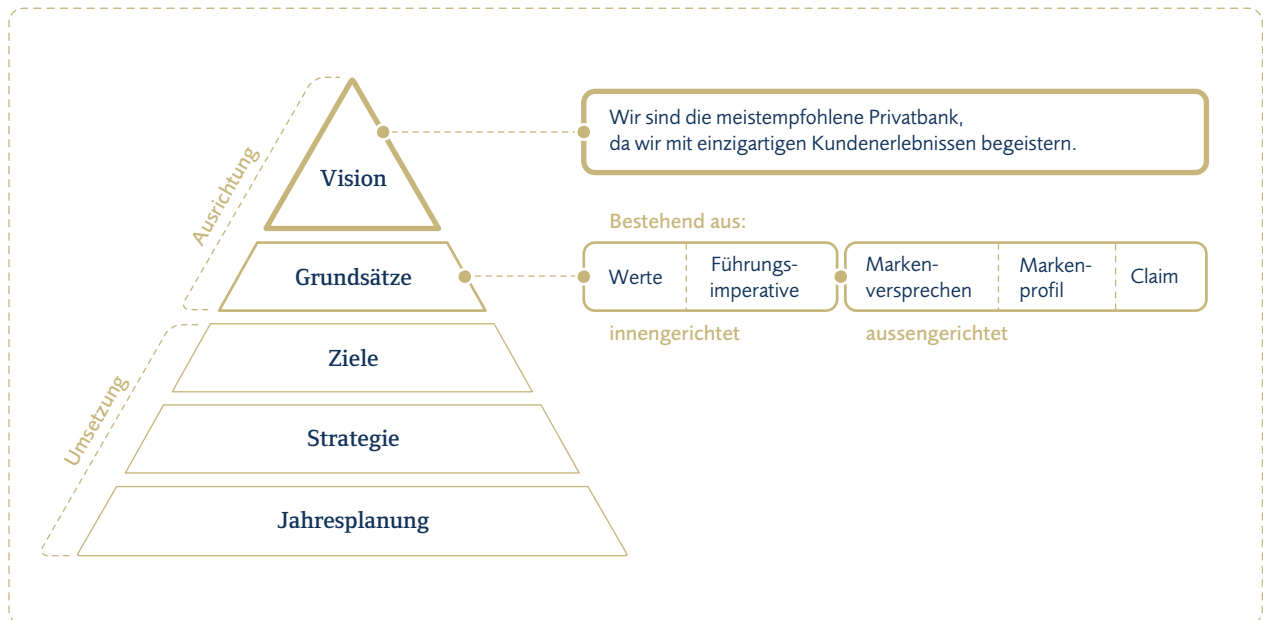 Wir sind die meistempfohlene Privatbank,
da wir mit einzigartigen Kundenerlebnissen begeistern.
Ausrichtung
Vision
Bestehend aus:
Grundsätze
Werte
Führungs-
imperative
Marken-
versprechen
Marken-
profil
Claim
innengerichtet
aussengerichtet
Umsetzung
Ziele
Strategie
Jahresplanung